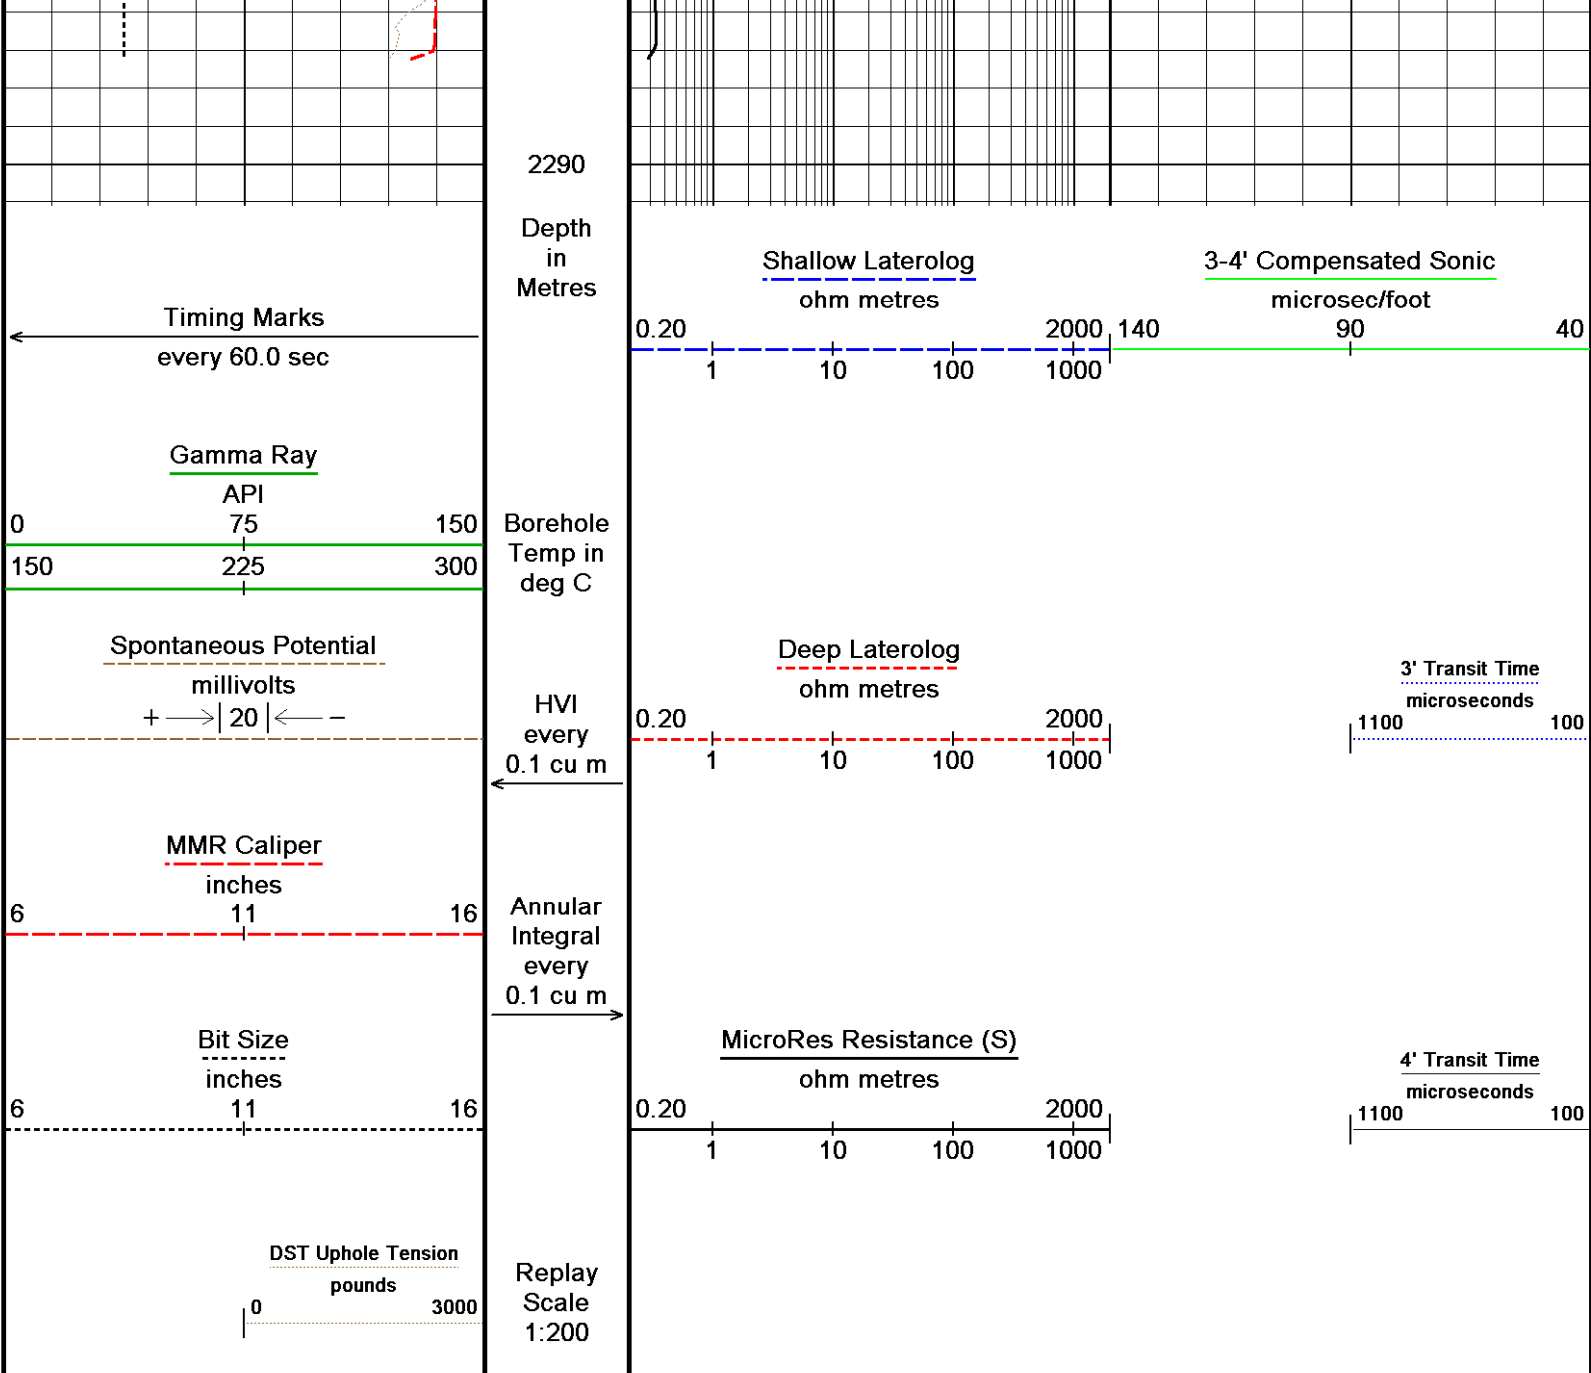 2290
Depth
in
Metres
Timing Marks
every 60.0 sec
Shallow Laterolog
ohm metres
0.20 2000
1 10 100 1000
3-4' Compensated Sonic
microsec/foot
140 90 40
Gamma Ray
API
0 75 150
150 225 300
Borehole
Temp in
deg C
Spontaneous Potential
millivolts
+ 20 -
HVI
every
0.1 cu m
Deep Laterolog
ohm metres
0.20 2000
1 10 100 1000
3' Transit Time
microseconds
1100 100
MMR Caliper
inches
6 11 16
Annular
Integral
every
0.1 cu m
Bit Size
inches
6 11 16
MicroRes Resistance (S)
ohm metres
0.20 2000
1 10 100 1000
4' Transit Time
microseconds
1100 100
DST Uphole Tension
pounds
0 3000
Replay
Scale
1:200